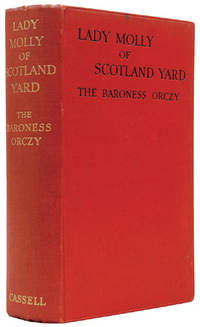 LADY
MOLLY
OF
SCOTLAND
YARD
THE
BARONESS
ORCZY
CASSELL
LADY MOLLY
OF
SCOTLAND YARD
THE BARONESS ORCZY